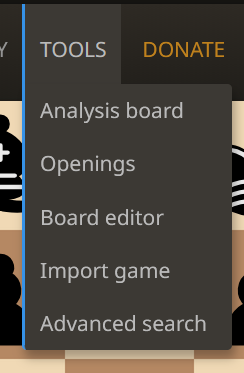 Y TOOLS DONATE
Analysis board
Openings
Board editor
Import game
Advanced search